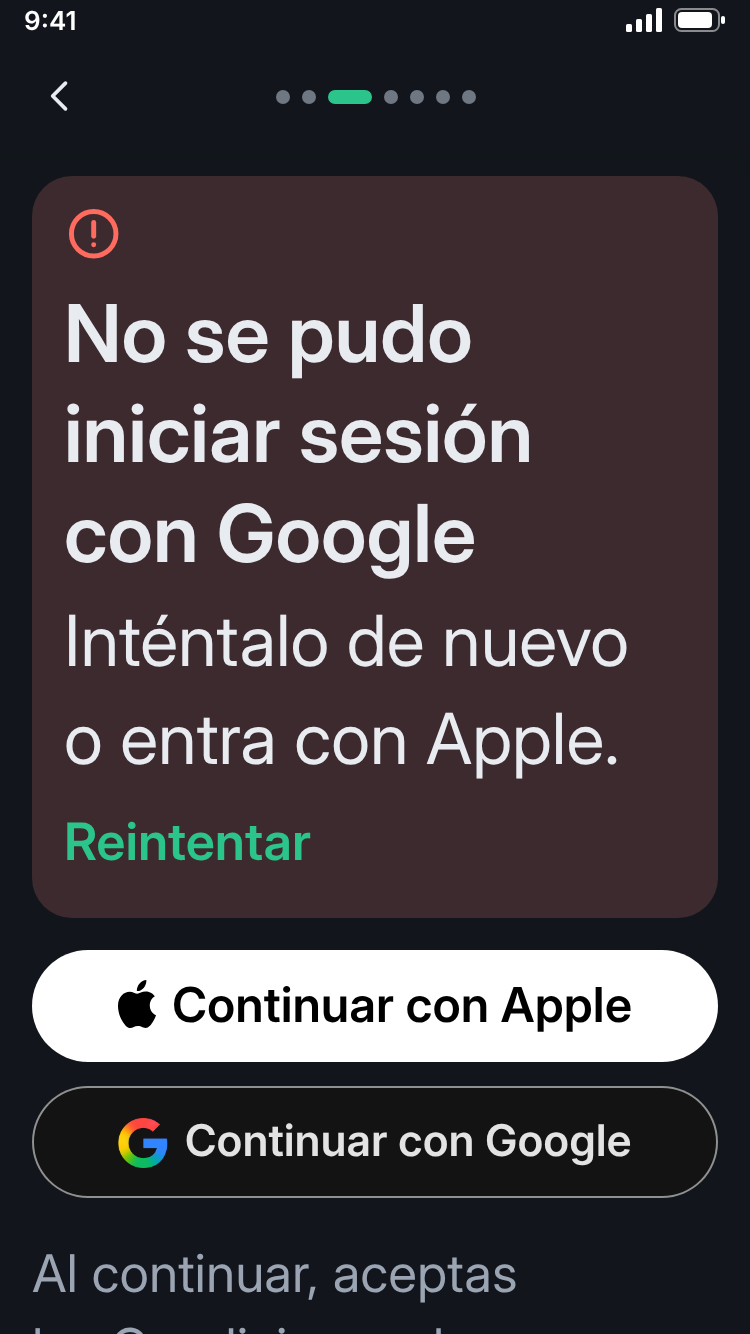 9:41
No se pudo
iniciar sesión
con Google
Inténtalo de nuevo
o entra con Apple.
Reintentar
Continuar con Apple
Continuar con Google
Al continuar, aceptas